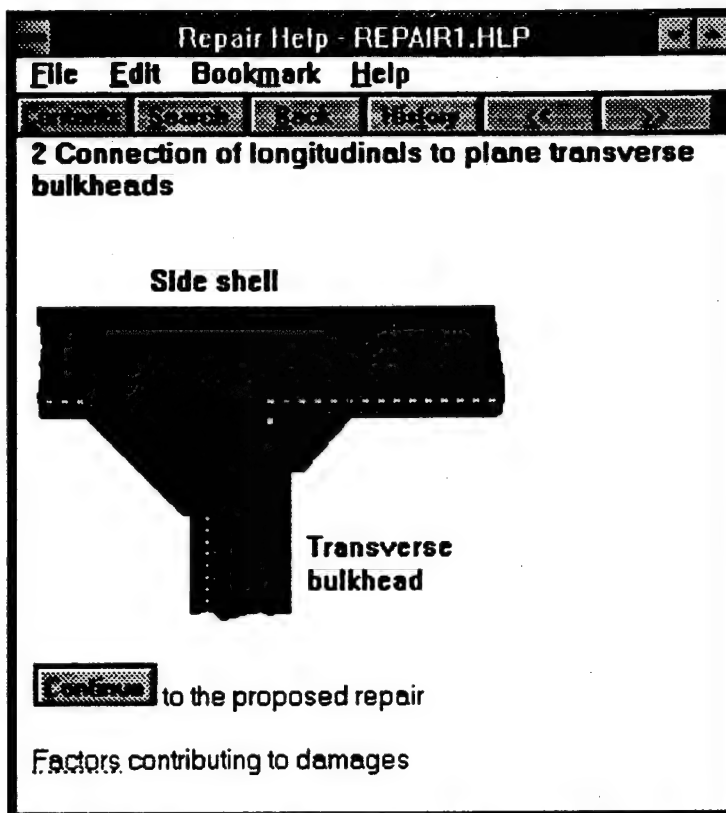 Repair Help - REPAIR1.HLP
File Edit Bookmark Help
Contents Search Back History << >>
2 Connection of longitudinals to plane transverse
bulkheads
Side shell
Transverse
bulkhead
Continue to the proposed repair
Factors contributing to damages